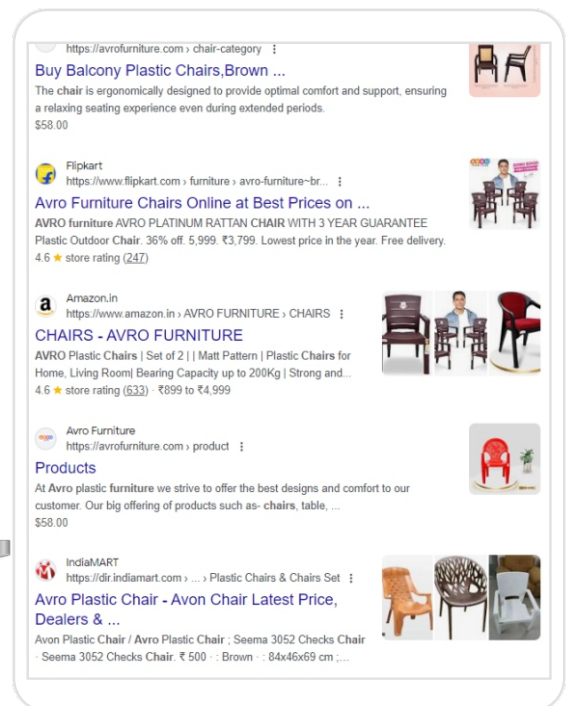 https://avrofurniture.com › chair-category
Buy Balcony Plastic Chairs,Brown ...
The chair is ergonomically designed to provide optimal comfort and support, ensuring
a relaxing seating experience even during extended periods.
$58.00
Flipkart
https://www.flipkart.com › furniture › avro-furniture~br...
Avro Furniture Chairs Online at Best Prices on ...
AVRO furniture AVRO PLATINUM RATTAN CHAIR WITH 3 YEAR GUARANTEE
Plastic Outdoor Chair. 36% off. 5,999. ₹3,799. Lowest price in the year. Free delivery.
4.6 ★ store rating (247)
Amazon.in
https://www.amazon.in › AVRO FURNITURE › CHAIRS
CHAIRS - AVRO FURNITURE
AVRO Plastic Chairs | Set of 2 | | Matt Pattern | Plastic Chairs for
Home, Living Room| Bearing Capacity up to 200Kg | Strong and...
4.6 ★ store rating (633) · ₹899 to ₹4,999
Avro Furniture
https://avrofurniture.com › product
Products
At Avro plastic furniture we strive to offer the best designs and comfort to our
customer. Our big offering of products such as- chairs, table, ...
$58.00
IndiaMART
https://dir.indiamart.com › ... › Plastic Chairs & Chairs Set
Avro Plastic Chair - Avon Chair Latest Price,
Dealers & ...
Avon Plastic Chair / Avro Plastic Chair ; Seema 3052 Checks Chair
· Seema 3052 Checks Chair. ₹ 500 · : Brown · : 84x46x69 cm ;...